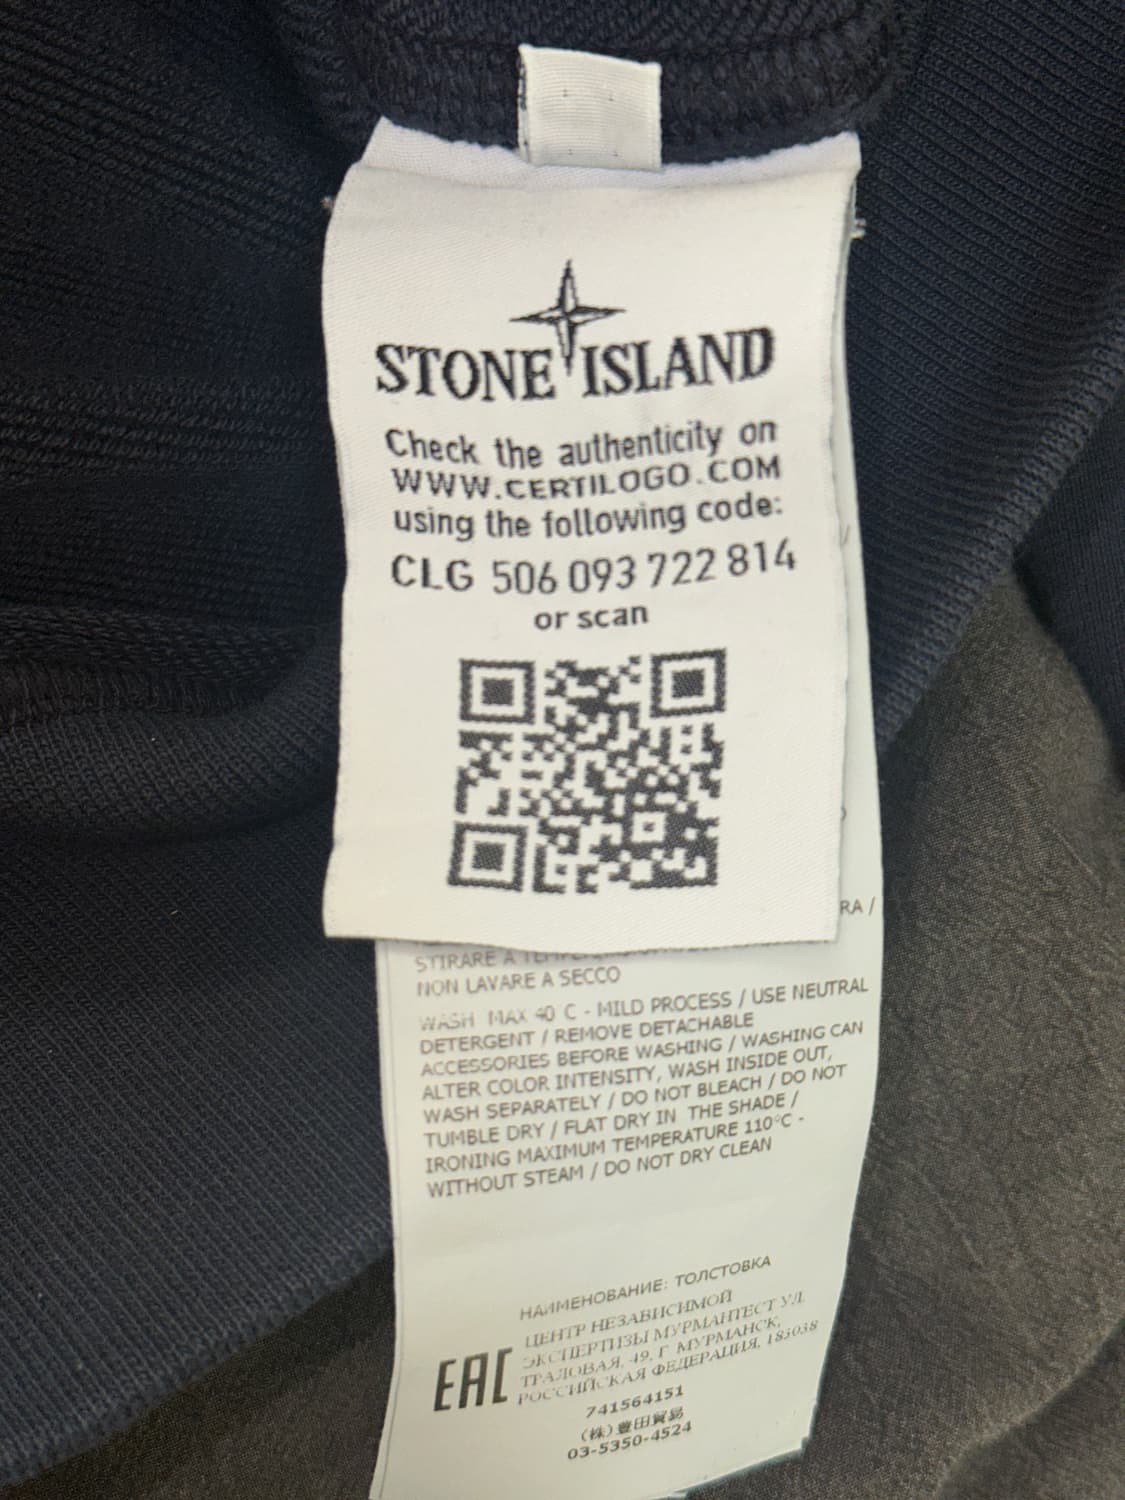 STONE ISLAND
Check the authenticity on
WWW.CERTILOGO.COM
using the following code:
CLG 506 093 722 814
or scan
RA /
STIRARE A
NON LAVARE A SECCO
WASH MAX 40°C - MILD PROCESS / USE NEUTRAL
DETERGENT / REMOVE DETACHABLE
ACCESSORIES BEFORE WASHING / WASHING CAN
ALTER COLOR INTENSITY, WASH INSIDE OUT,
WASH SEPARATELY / DO NOT BLEACH / DO NOT
TUMBLE DRY / FLAT DRY IN THE SHADE /
IRONING MAXIMUM TEMPERATURE 110°C -
WITHOUT STEAM / DO NOT DRY CLEAN
НАИМЕНОВАНИЕ: ТОЛСТОВКА
ЦЕНТР НЕЗАВИСИМОЙ
ЭКСПЕРТИЗЫ МУРМАНТЕСТ УЛ.
ТРАЛОВАЯ, 49, Г МУРМАНСК,
РОССИЙСКАЯ ФЕДЕРАЦИЯ, 183038
EAC
741564151
(株)豊田貿易
03-5350-4524